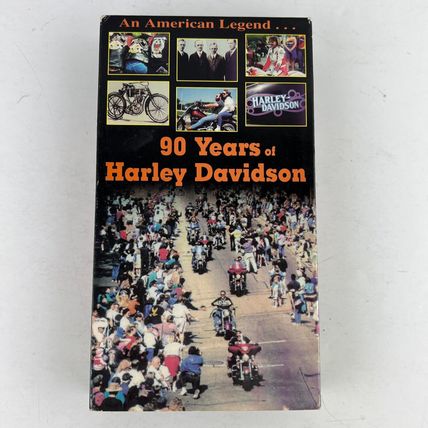 An American Legend . . .
HARLEY
DAVIDSON
90 Years of
Harley Davidson